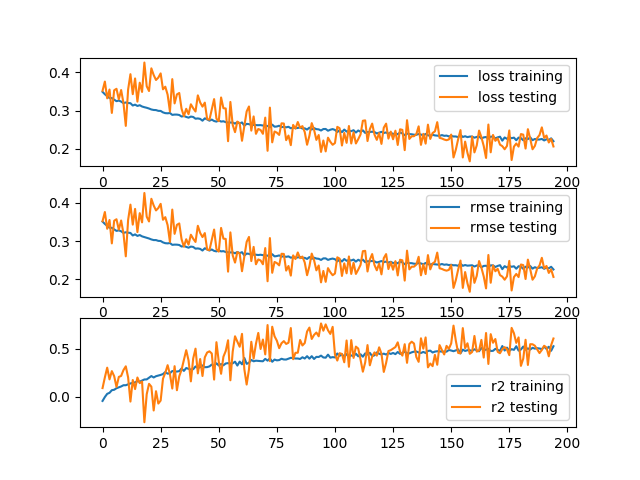 0.4
0.3
0.2
loss training
loss testing
0 25 50 75 100 125 150 175 200
0.4
0.3
0.2
rmse training
rmse testing
0 25 50 75 100 125 150 175 200
0.5
0.0
r2 training
r2 testing
0 25 50 75 100 125 150 175 200